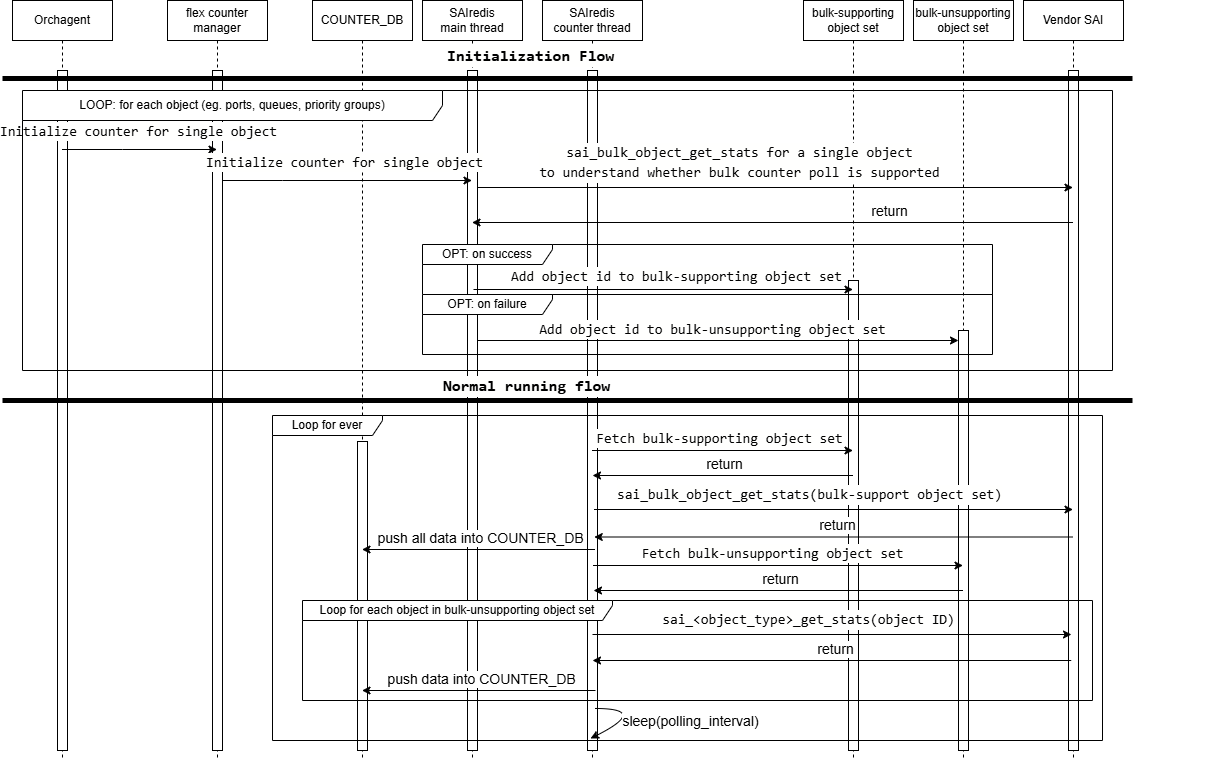 Orchagent
flex counter
manager
COUNTER_DB
SAIredis
main thread
SAIredis
counter thread
bulk-supporting
object set
bulk-unsupporting
object set
Vendor SAI
Initialization Flow
LOOP: for each object (eg. ports, queues, priority groups)
Initialize counter for single object
Initialize counter for single object
sai_bulk_object_get_stats for a single object
to understand whether bulk counter poll is supported
return
OPT: on success
Add object id to bulk-supporting object set
OPT: on failure
Add object id to bulk-unsupporting object set
Normal running flow
Loop for ever
Fetch bulk-supporting object set
return
sai_bulk_object_get_stats(bulk-support object set)
return
push all data into COUNTER_DB
Fetch bulk-unsupporting object set
return
Loop for each object in bulk-unsupporting object set
sai_<object_type>_get_stats(object ID)
return
push data into COUNTER_DB
sleep(polling_interval)